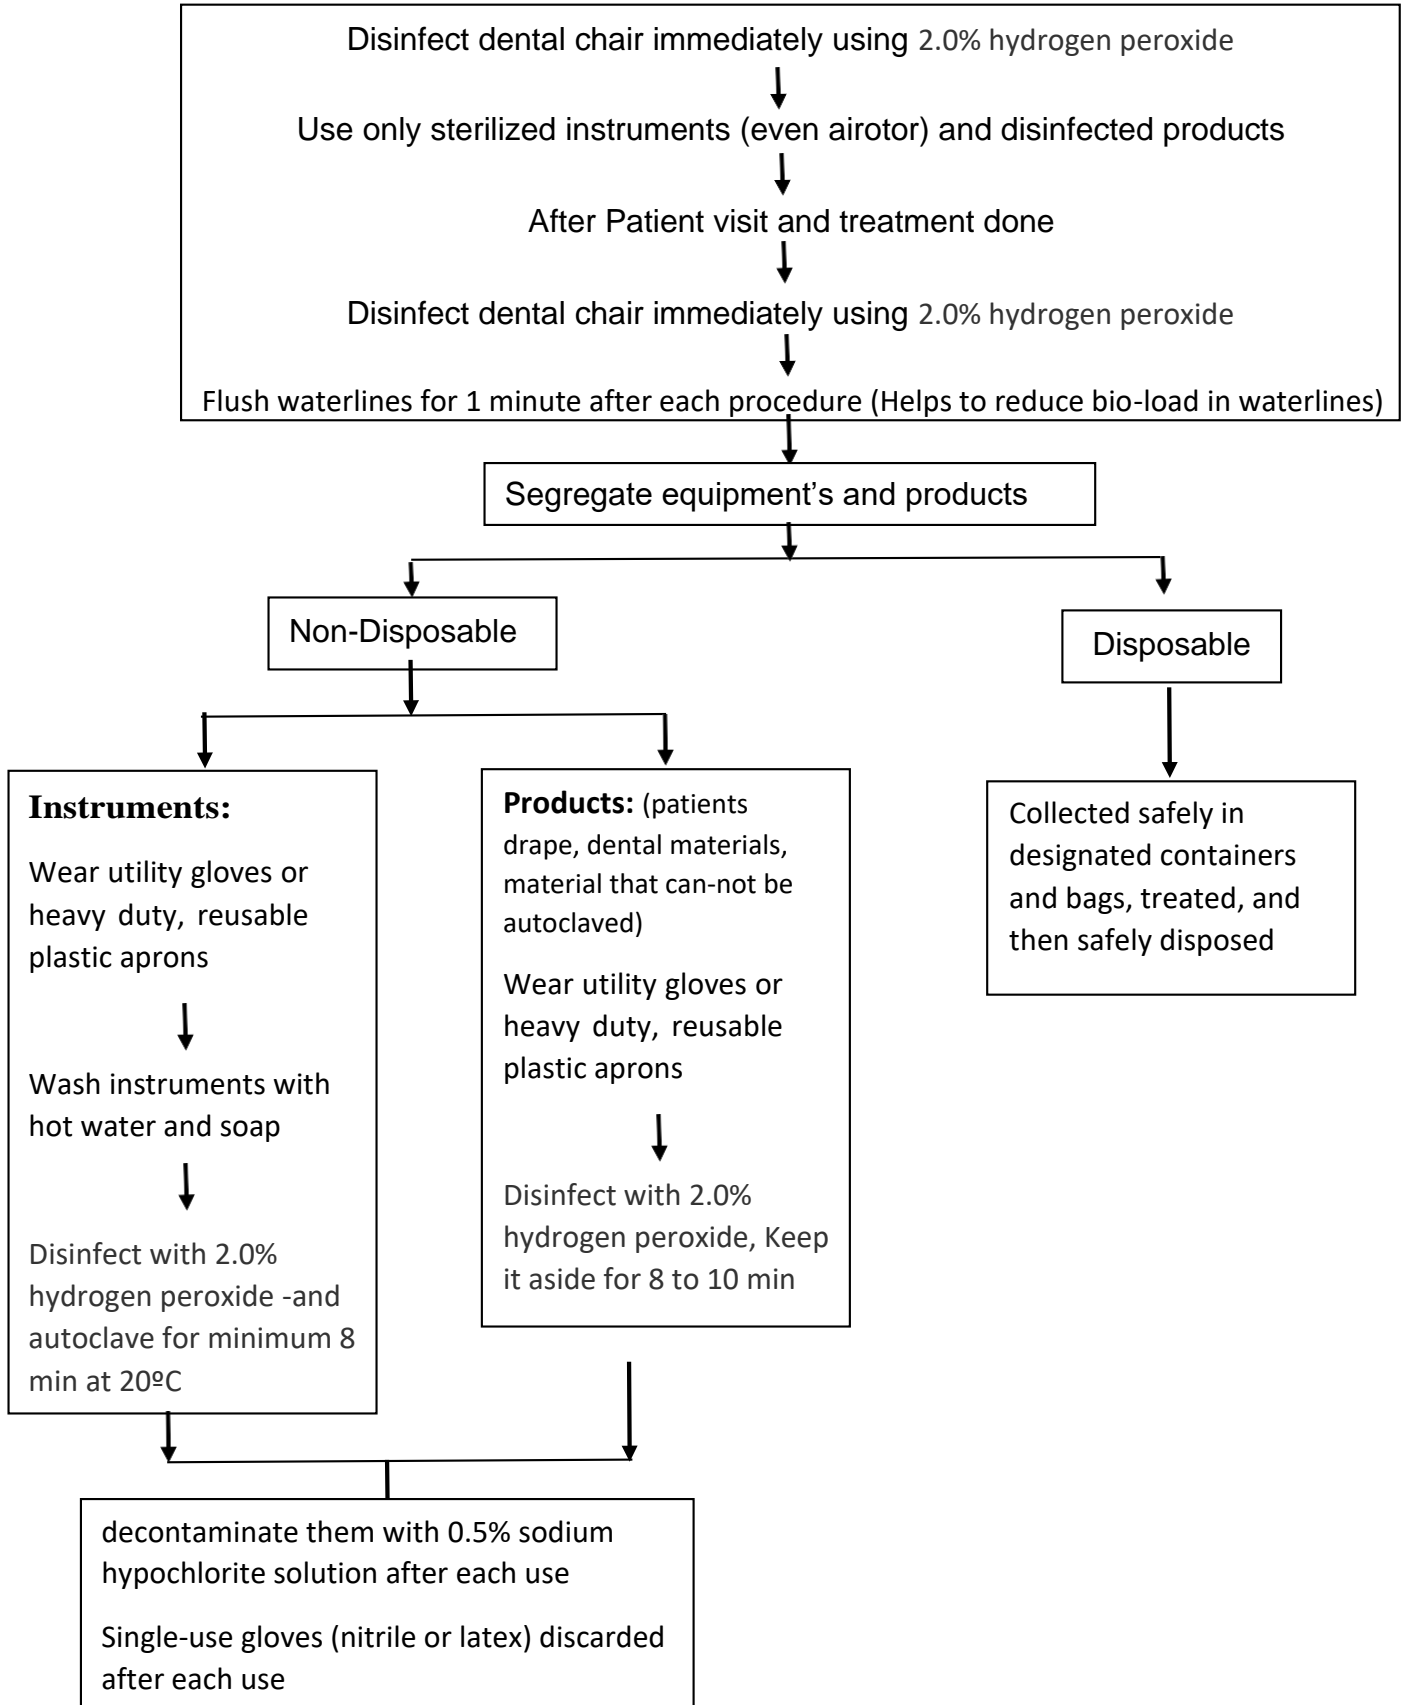 Disinfect dental chair immediately using 2.0% hydrogen peroxide
Use only sterilized instruments (even airotor) and disinfected products
After Patient visit and treatment done
Disinfect dental chair immediately using 2.0% hydrogen peroxide
Flush waterlines for 1 minute after each procedure (Helps to reduce bio-load in waterlines)
Segregate equipment's and products
Non-Disposable
Disposable
Instruments:
Wear utility gloves or
heavy duty, reusable
plastic aprons
Wash instruments with
hot water and soap
Disinfect with 2.0%
hydrogen peroxide -and
autoclave for minimum 8
min at 20ºC
Products: (patients
drape, dental materials,
material that can-not be
autoclaved)
Wear utility gloves or
heavy duty, reusable
plastic aprons
Disinfect with 2.0%
hydrogen peroxide, Keep
it aside for 8 to 10 min
Collected safely in
designated containers
and bags, treated, and
then safely disposed
decontaminate them with 0.5% sodium
hypochlorite solution after each use
Single-use gloves (nitrile or latex) discarded
after each use